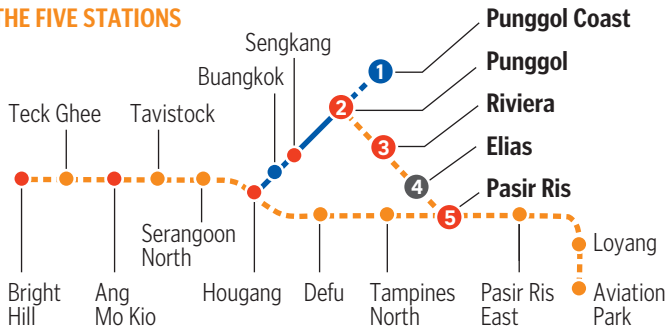 THE FIVE STATIONS
Punggol Coast
Sengkang
Punggol
Buangkok
Teck Ghee
Tavistock
Riviera
Elias
Pasir Ris
1
2
3
4
5
Serangoon
North
Loyang
Bright
Hill
Ang
Mo Kio
Hougang
Defu
Tampines
North
Pasir Ris
East
Aviation
Park